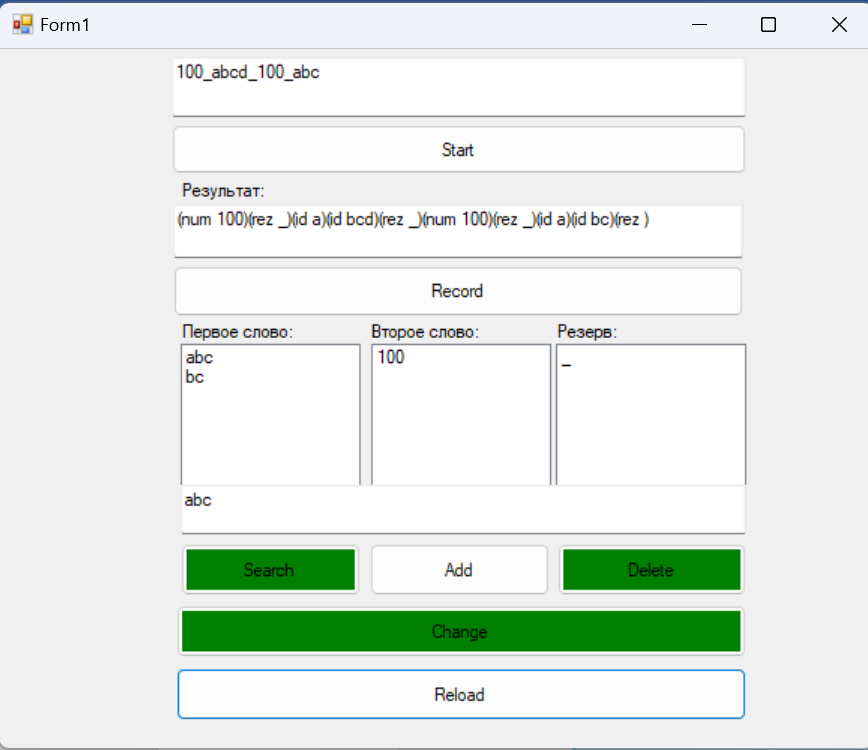 Form1
100_abcd_100_abc
Start
Результат:
(num 100)(rez _)(id a)(id bcd)(rez _)(num 100)(rez _)(id a)(id bc)(rez )
Record
Первое слово: Второе слово: Резерв:
abc 100 _
bc
abc
Search Add Delete
Change
Reload